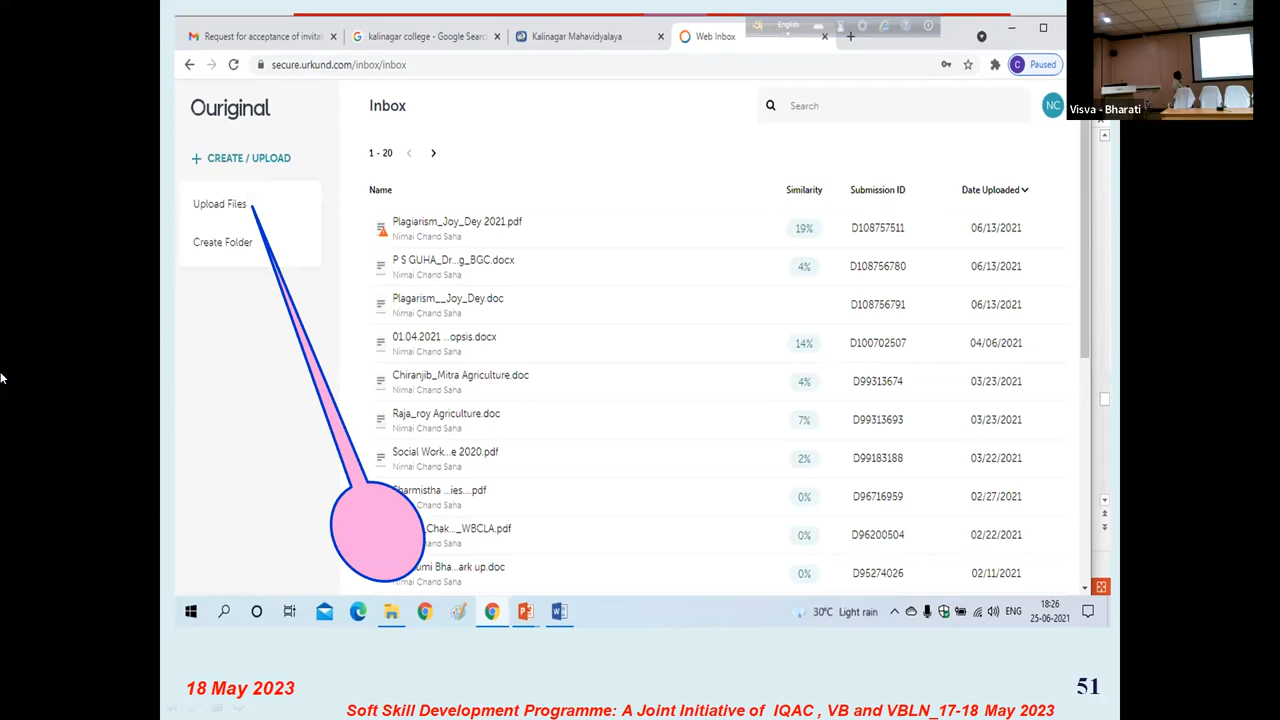 Request for acceptance of invitat
kalinagar college - Google Searc
Kalinagar Mahavidyalaya
Web Inbox
English
secure.urkund.com/inbox/inbox
C Paused
Visva - Bharati
Ouriginal
Inbox
Search
NC
+ CREATE / UPLOAD
1 - 20
Upload Files
Create Folder
Name Similarity Submission ID Date Uploaded
Plagiarism_Joy_Dey 2021.pdf 19% D108757511 06/13/2021
Nimai Chand Saha
P S GUHA_Dr...g_BGC.docx 4% D108756780 06/13/2021
Nimai Chand Saha
Plagarism__Joy_Dey.doc D108756791 06/13/2021
Nimai Chand Saha
01.04.2021 ...opsis.docx 14% D100702507 04/06/2021
Nimai Chand Saha
Chiranjib_Mitra Agriculture.doc 4% D99313674 03/23/2021
Nimai Chand Saha
Raja_roy Agriculture.doc 7% D99313693 03/23/2021
Nimai Chand Saha
Social Work...e 2020.pdf 2% D99183188 03/22/2021
Nimai Chand Saha
Sharmistha ...ies....pdf 0% D96716959 02/27/2021
Chand Saha
Chak..._WBCLA.pdf 0% D96200504 02/22/2021
Chand Saha
Bha...ark up.doc 0% D95274026 02/11/2021
Nimai Chand Saha
30°C Light rain
ENG
18:26
25-06-2021
18 May 2023
51
Soft Skill Development Programme: A Joint Initiative of IQAC , VB and VBLN_17-18 May 2023